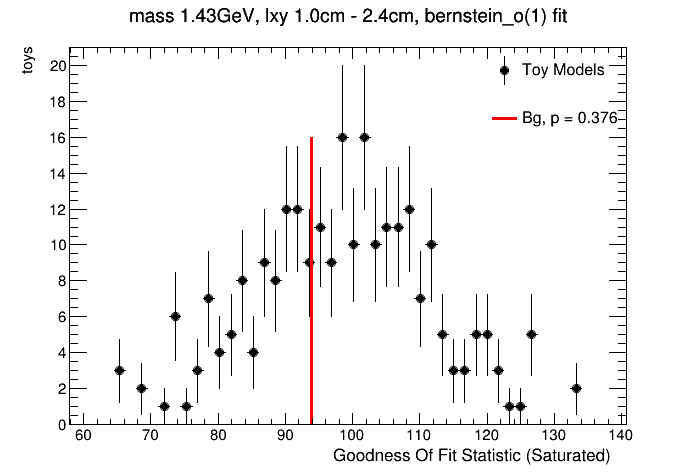 mass 1.43GeV, lxy 1.0cm - 2.4cm, bernstein_o(1) fit
toys
20
18
16
14
12
10
8
6
4
2
0
Toy Models
Bg, p = 0.376
60 70 80 90 100 110 120 130 140
Goodness Of Fit Statistic (Saturated)